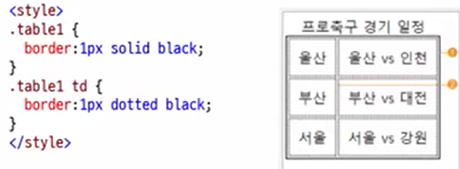 <style>
.table1 {
border:1px solid black;
}
.table1 td {
border:1px dotted black;
}
</style>
프로축구 경기 일정
울산 울산 vs 인천 1
부산 부산 vs 대전 2
서울 서울 vs 강원